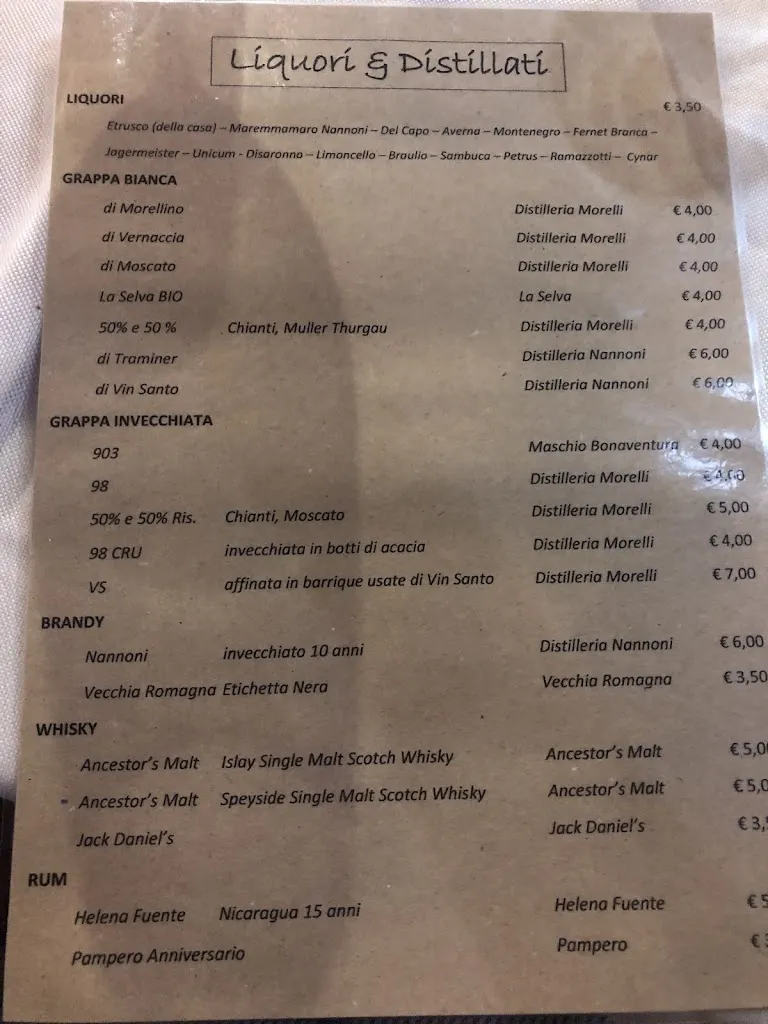 Liquori & Distillati
LIQUORI € 3,50
Etrusco (della casa) – Maremmamaro Nannoni – Del Capo – Averna – Montenegro – Fernet Branca –
Jagermeister – Unicum - Disaronno – Limoncello – Braulio – Sambuca – Petrus – Ramazzotti – Cynar
GRAPPA BIANCA
di Morellino Distilleria Morelli € 4,00
di Vernaccia Distilleria Morelli € 4,00
di Moscato Distilleria Morelli € 4,00
La Selva BIO La Selva € 4,00
50% e 50 % Chianti, Muller Thurgau Distilleria Morelli € 4,00
di Traminer Distilleria Nannoni € 6,00
di Vin Santo Distilleria Nannoni € 6,00
GRAPPA INVECCHIATA
903 Maschio Bonaventura € 4,00
98 Distilleria Morelli € 4,00
50% e 50% Ris. Chianti, Moscato Distilleria Morelli € 5,00
98 CRU invecchiata in botti di acacia Distilleria Morelli € 4,00
VS affinata in barrique usate di Vin Santo Distilleria Morelli € 7,00
BRANDY
Nannoni invecchiato 10 anni Distilleria Nannoni € 6,00
Vecchia Romagna Etichetta Nera Vecchia Romagna € 3,50
WHISKY
Ancestor's Malt Islay Single Malt Scotch Whisky Ancestor's Malt € 5,0
Ancestor's Malt Speyside Single Malt Scotch Whisky Ancestor's Malt € 5,0
Jack Daniel's Jack Daniel's € 3,
RUM
Helena Fuente Nicaragua 15 anni Helena Fuente € 5
Pampero Anniversario Pampero €